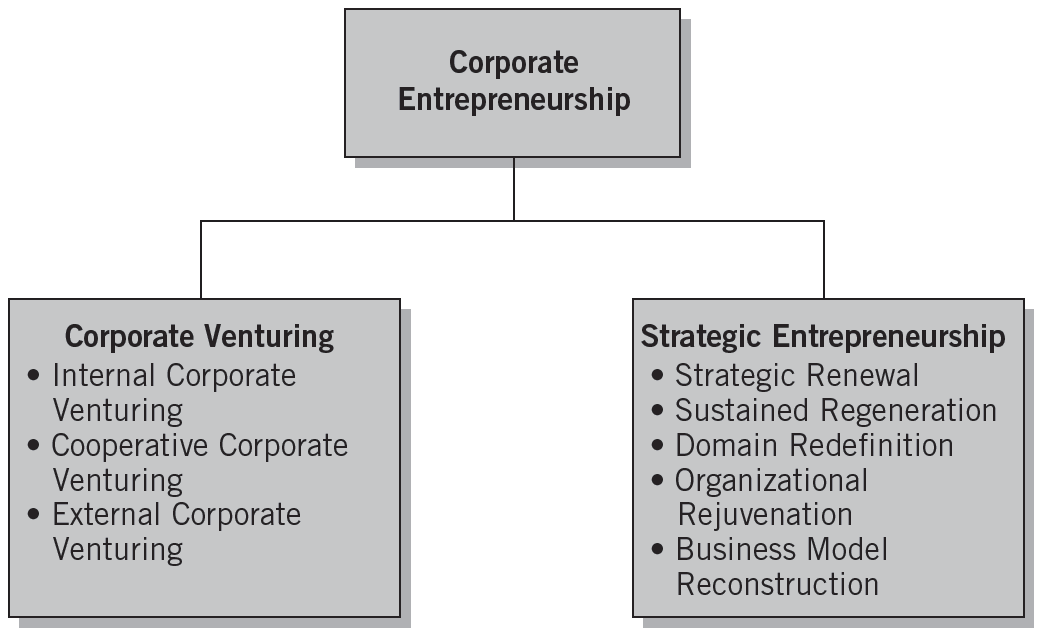 Corporate
Entrepreneurship
Corporate Venturing
• Internal Corporate
Venturing
• Cooperative Corporate
Venturing
• External Corporate
Venturing
Strategic Entrepreneurship
• Strategic Renewal
• Sustained Regeneration
• Domain Redefinition
• Organizational
Rejuvenation
• Business Model
Reconstruction